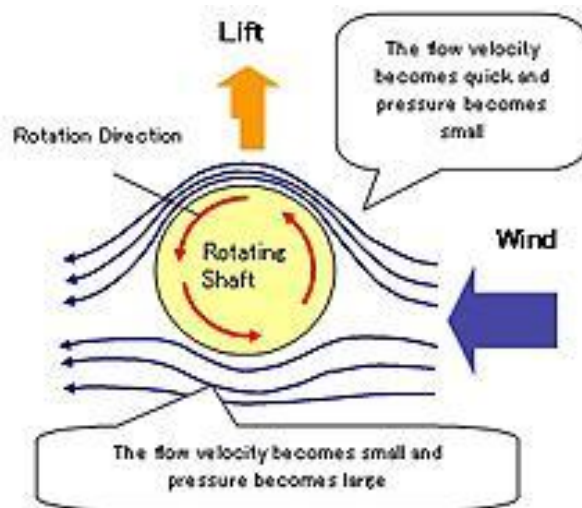 Lift
The flow velocity
becomes quick and
pressure becomes
small
Rotation Direction
Wind
Rotating
Shaft
The flow velocity becomes small and
pressure becomes large